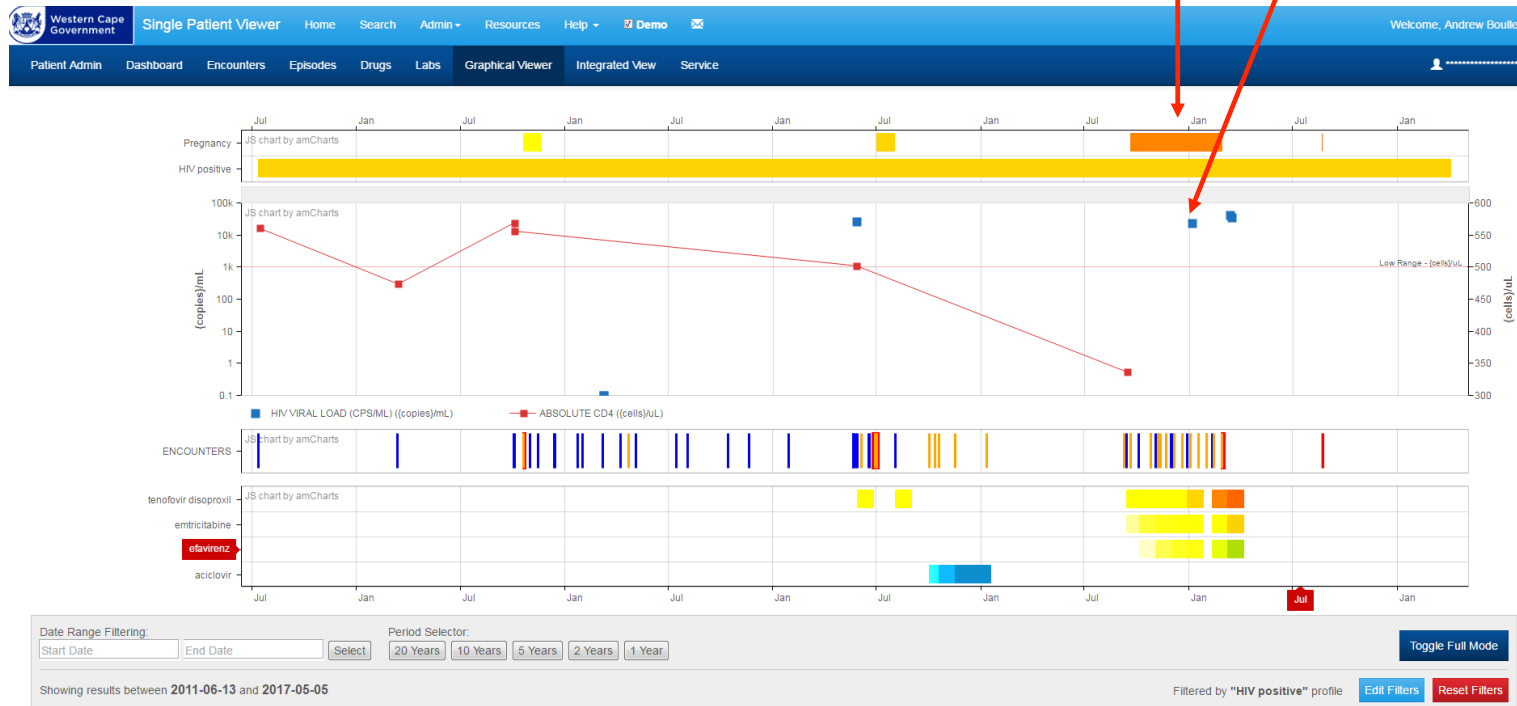 Western Cape
Government
Single Patient Viewer
Home
Search
Admin
Resources
Help
Demo
Welcome, Andrew Boulle
Patient Admin
Dashboard
Encounters
Episodes
Drugs
Labs
Graphical Viewer
Integrated View
Service
*******************
Jul Jan Jul Jan Jul Jan Jul Jan Jul Jan Jul Jan
Pregnancy
JS chart by amCharts
HIV positive
100k
JS chart by amCharts
600
10k
550
1k
Low Range - {cells}/uL
500
100
450
10
400
1
350
0.1
300
{copies}/mL
{cells}/uL
HIV VIRAL LOAD (CPS/ML) ({copies}/mL)
ABSOLUTE CD4 ({cells}/uL)
JS chart by amCharts
ENCOUNTERS
tenofovir disoproxil
JS chart by amCharts
emtricitabine
efavirenz
aciclovir
Jul Jan Jul Jan Jul Jan Jul Jan Jul Jan Jul Jan
Date Range Filtering:
Start Date
End Date
Select
Period Selector:
20 Years
10 Years
5 Years
2 Years
1 Year
Toggle Full Mode
Showing results between 2011-06-13 and 2017-05-05
Filtered by "HIV positive" profile
Edit Filters
Reset Filters